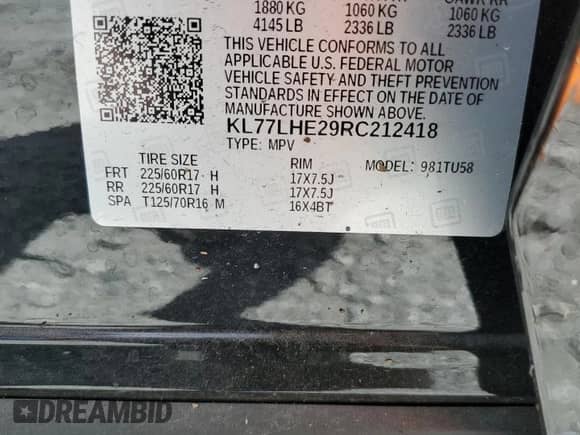 1880 KG 1060 KG 1060 KG
4145 LB 2336 LB 2336 LB
THIS VEHICLE CONFORMS TO ALL
APPLICABLE U.S. FEDERAL MOTOR
VEHICLE SAFETY AND THEFT PREVENTION
STANDARDS IN EFFECT ON THE DATE OF
MANUFACTURE SHOWN ABOVE.
KL77LHE29RC212418
TYPE: MPV
TIRE SIZE RIM MODEL: 981TU58
FRT 225/60R17 H 17X7.5J
RR 225/60R17 H 17X7.5J
SPA T125/70R16 M 16X4BT
DREAMBID